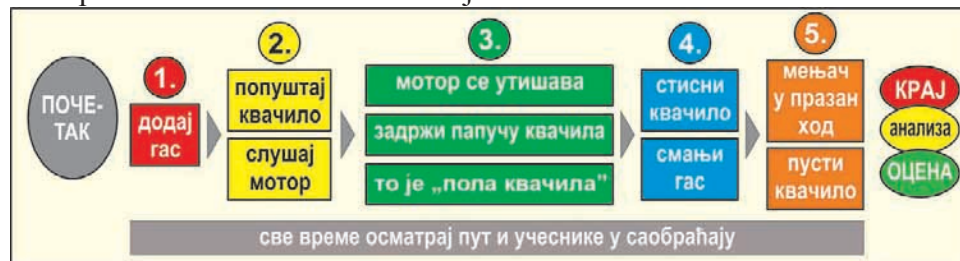 ПОЧЕ-
ТАК
1.
додај
гас
2.
попуштај
квачило
слушај
мотор
3.
мотор се утишава
задржи папучу квачила
то је „пола квачила”
4.
стисни
квачило
смањи
гас
5.
мењач
у празан
ход
пусти
квачило
КРАЈ
анализа
ОЦЕНА
све време осматрај пут и учеснике у саобраћају